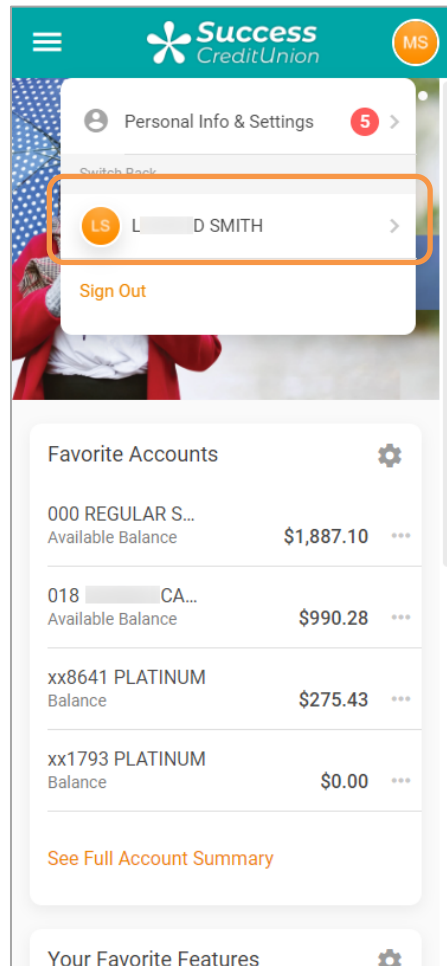 Success
CreditUnion
MS
Personal Info & Settings 5
Switch Back
LS L D SMITH
Sign Out
Favorite Accounts
000 REGULAR S...
Available Balance $1,887.10
018 CA...
Available Balance $990.28
xx8641 PLATINUM
Balance $275.43
xx1793 PLATINUM
Balance $0.00
See Full Account Summary
Your Favorite Features